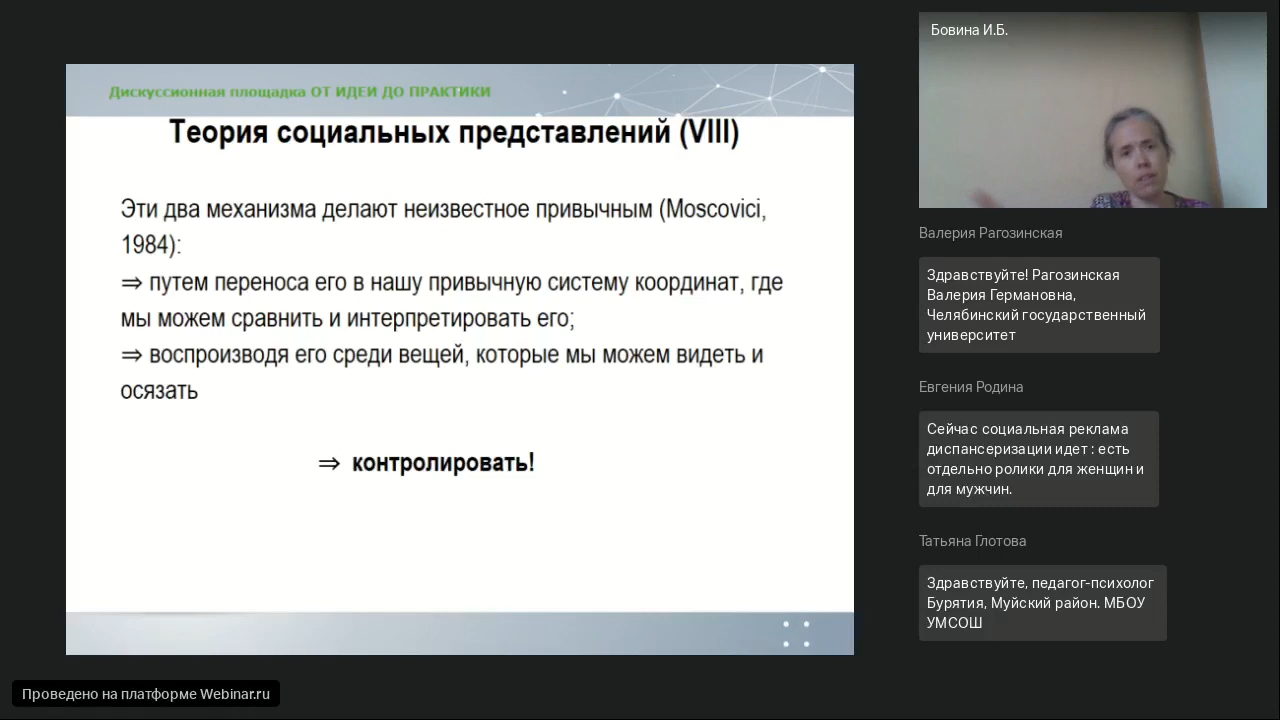 Дискуссионная площадка ОТ ИДЕИ ДО ПРАКТИКИ
Теория социальных представлений (VIII)
Эти два механизма делают неизвестное привычным (Moscovici,
1984):
⇒ путем переноса его в нашу привычную систему координат, где
мы можем сравнить и интерпретировать его;
⇒ воспроизводя его среди вещей, которые мы можем видеть и
осязать
⇒ контролировать!
Бовина И.Б.
Валерия Рагозинская
Здравствуйте! Рагозинская
Валерия Германовна,
Челябинский государственный
университет
Евгения Родина
Сейчас социальная реклама
диспансеризации идет : есть
отдельно ролики для женщин и
для мужчин.
Татьяна Глотова
Здравствуйте, педагог-психолог
Бурятия, Муйский район. МБОУ
УМСОШ
Проведено на платформе Webinar.ru